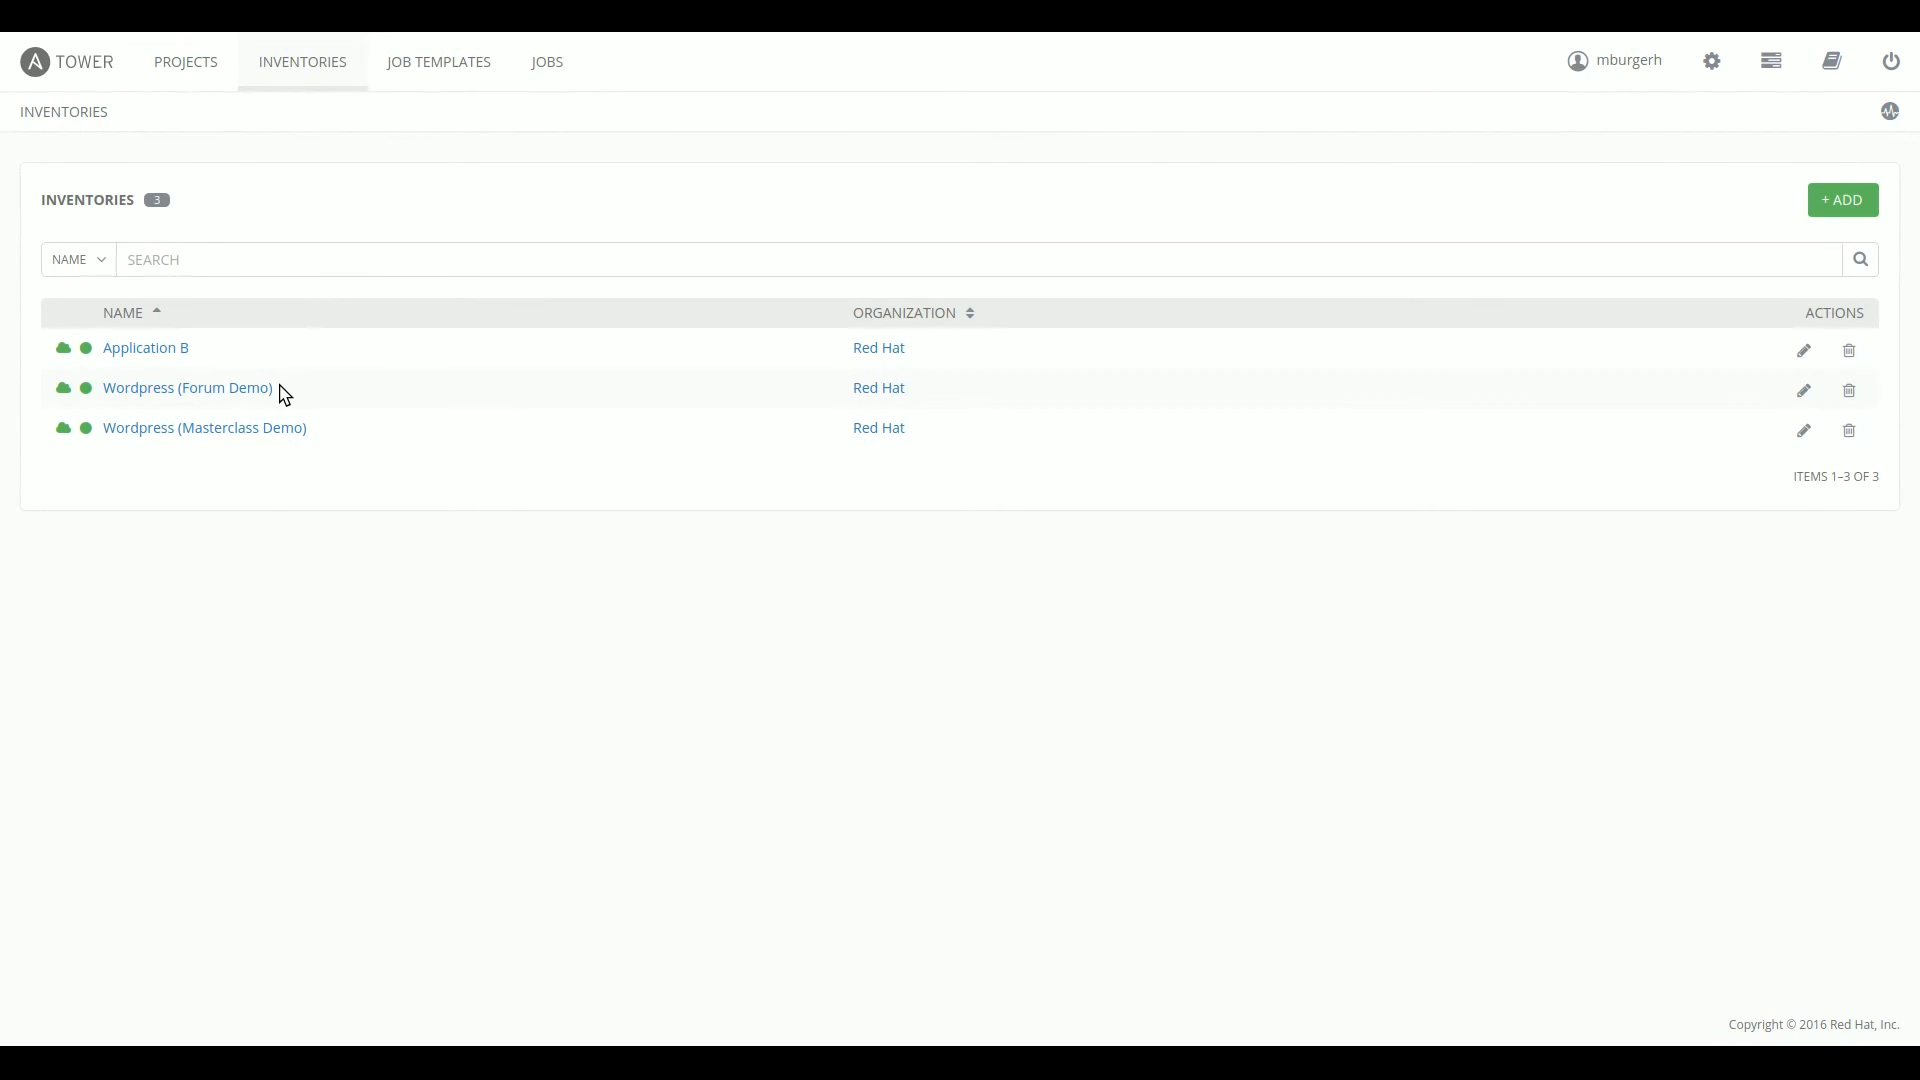 TOWER PROJECTS INVENTORIES JOB TEMPLATES JOBS mburgerh
INVENTORIES
INVENTORIES 3 + ADD
NAME SEARCH
NAME ORGANIZATION ACTIONS
Application B Red Hat
Wordpress (Forum Demo) Red Hat
Wordpress (Masterclass Demo) Red Hat
ITEMS 1–3 OF 3
Copyright © 2016 Red Hat, Inc.